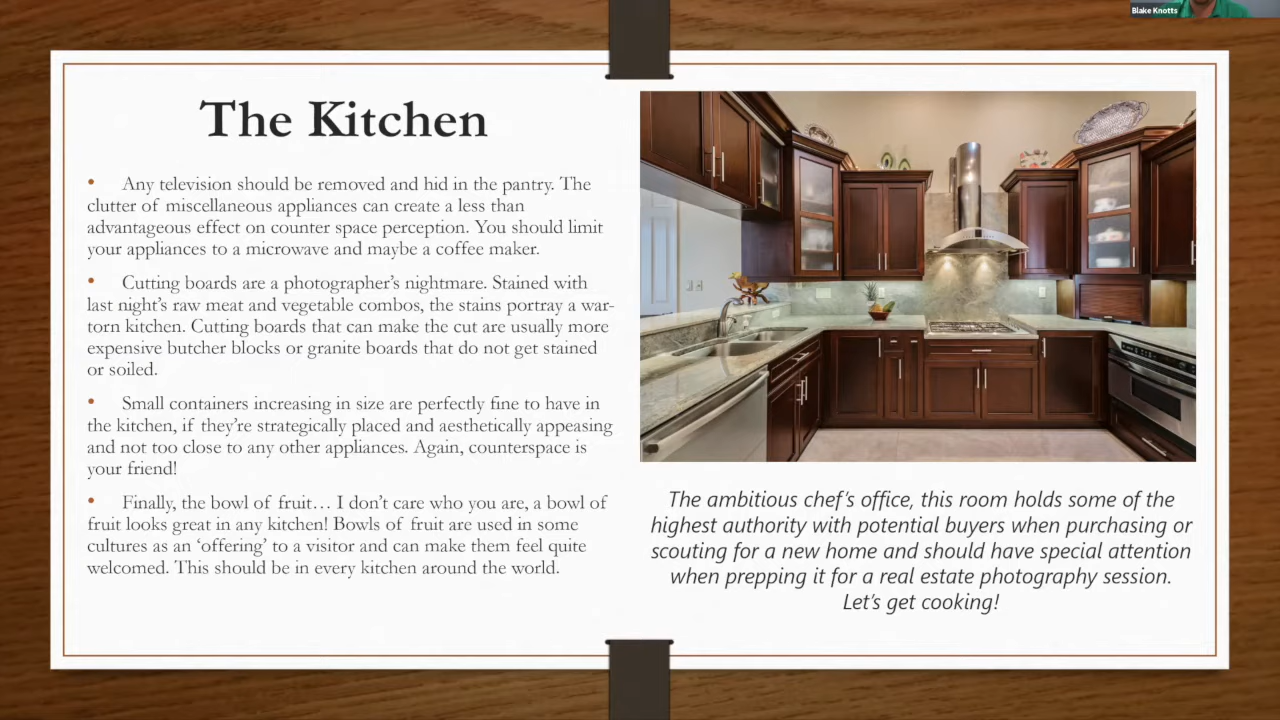 Blake Knotts
The Kitchen
• Any television should be removed and hid in the pantry. The
clutter of miscellaneous appliances can create a less than
advantageous effect on counter space perception. You should limit
your appliances to a microwave and maybe a coffee maker.
• Cutting boards are a photographer's nightmare. Stained with
last night's raw meat and vegetable combos, the stains portray a war-
torn kitchen. Cutting boards that can make the cut are usually more
expensive butcher blocks or granite boards that do not get stained
or soiled.
• Small containers increasing in size are perfectly fine to have in
the kitchen, if they're strategically placed and aesthetically appeasing
and not too close to any other appliances. Again, counterspace is
your friend!
• Finally, the bowl of fruit… I don't care who you are, a bowl of
fruit looks great in any kitchen! Bowls of fruit are used in some
cultures as an 'offering' to a visitor and can make them feel quite
welcomed. This should be in every kitchen around the world.
The ambitious chef's office, this room holds some of the
highest authority with potential buyers when purchasing or
scouting for a new home and should have special attention
when prepping it for a real estate photography session.
Let's get cooking!